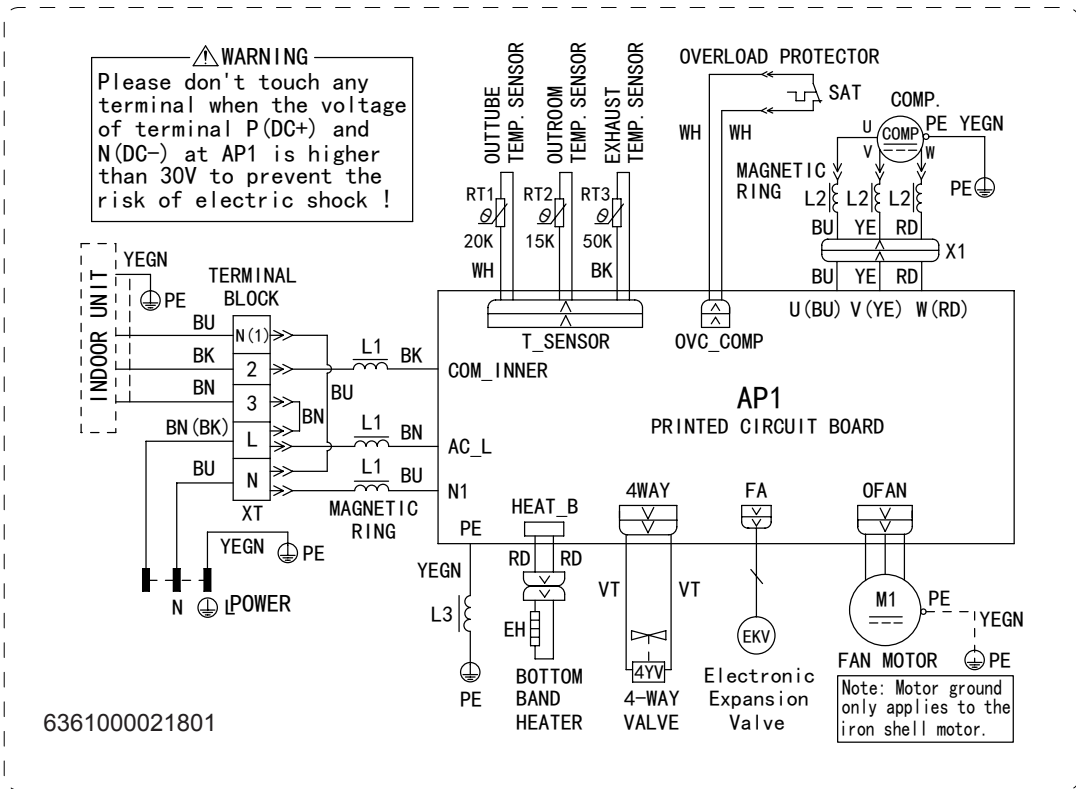 WARNING
Please don't touch any
terminal when the voltage
of terminal P(DC+) and
N(DC-) at AP1 is higher
than 30V to prevent the
risk of electric shock !
OUTTUBE
TEMP. SENSOR
OUTROOM
TEMP. SENSOR
EXHAUST
TEMP. SENSOR
RT1
RT2
RT3
θ
θ
θ
20K
15K
50K
WH
BK
T_SENSOR
OVERLOAD PROTECTOR
SAT
WH
WH
OVC_COMP
COMP.
U
COMP
PE YEGN
V
W
MAGNETIC
RING
PE
L2
L2
L2
BU
YE
RD
X1
BU
YE
RD
U(BU) V(YE) W(RD)
INDOOR UNIT
YEGN
PE
TERMINAL
BLOCK
BU
N(1)
BK
2
BN
3
BN(BK)
L
BU
N
XT
BU
BN
L1
BK
COM_INNER
L1
BN
AC_L
L1
BU
N1
MAGNETIC
RING
YEGN
PE
N
L
POWER
AP1
PRINTED CIRCUIT BOARD
PE
YEGN
L3
PE
HEAT_B
RD
RD
EH
BOTTOM
BAND
HEATER
4WAY
VT
VT
4YV
4-WAY
VALVE
FA
EKV
Electronic
Expansion
Valve
OFAN
M1
PE
YEGN
PE
FAN MOTOR
Note: Motor ground
only applies to the
iron shell motor.
6361000021801